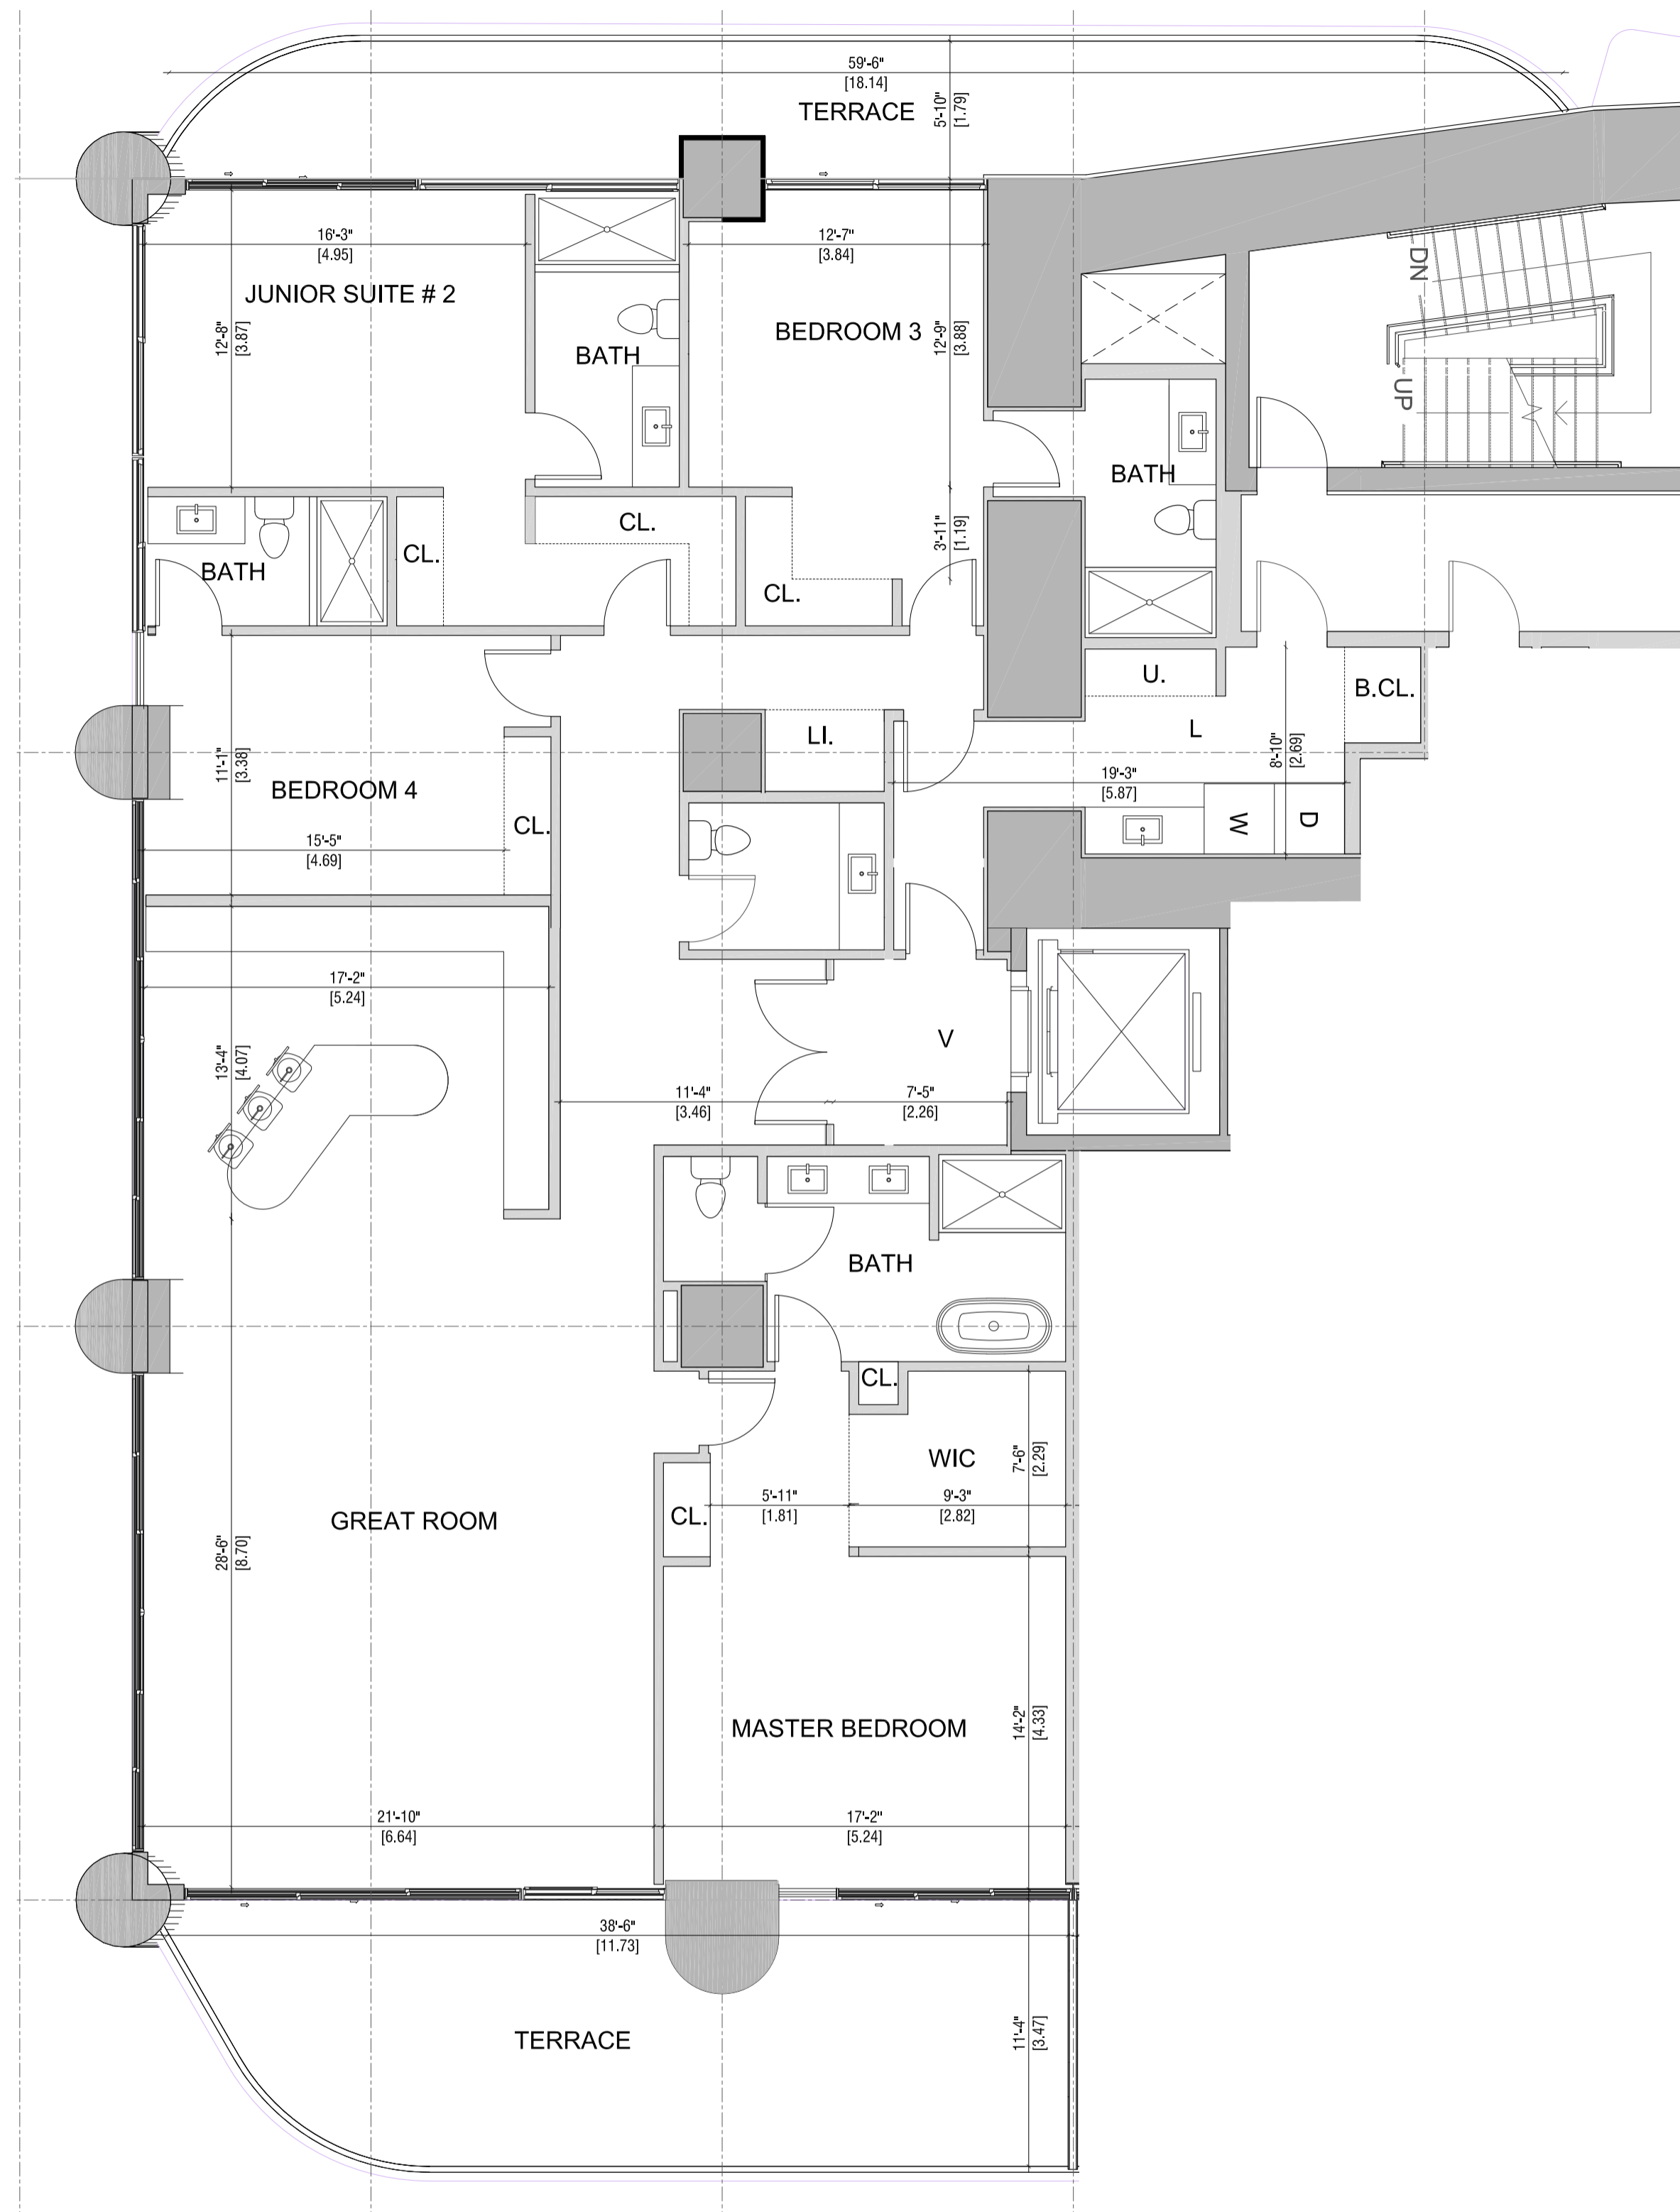 59'-6"
[18.14]
TERRACE
5'-10"
[1.79]
16'-3"
[4.95]
JUNIOR SUITE # 2
12'-8"
[3.87]
BATH
12'-7"
[3.84]
BEDROOM 3
12'-9"
[3.88]
DN
UP
BATH
CL.
CL.
3'-11"
[1.19]
BATH
CL.
U.
B.CL.
LI.
L
8'-10"
[2.69]
19'-3"
[5.87]
11'-1"
[3.38]
BEDROOM 4
CL.
15'-5"
[4.69]
W
D
17'-2"
[5.24]
V
13'-4"
[4.07]
11'-4"
[3.46]
7'-5"
[2.26]
BATH
CL.
WIC
7'-6"
[2.29]
5'-11"
[1.81]
9'-3"
[2.82]
CL.
GREAT ROOM
28'-6"
[8.70]
MASTER BEDROOM
14'-2"
[4.33]
21'-10"
[6.64]
17'-2"
[5.24]
38'-6"
[11.73]
TERRACE
11'-4"
[3.47]